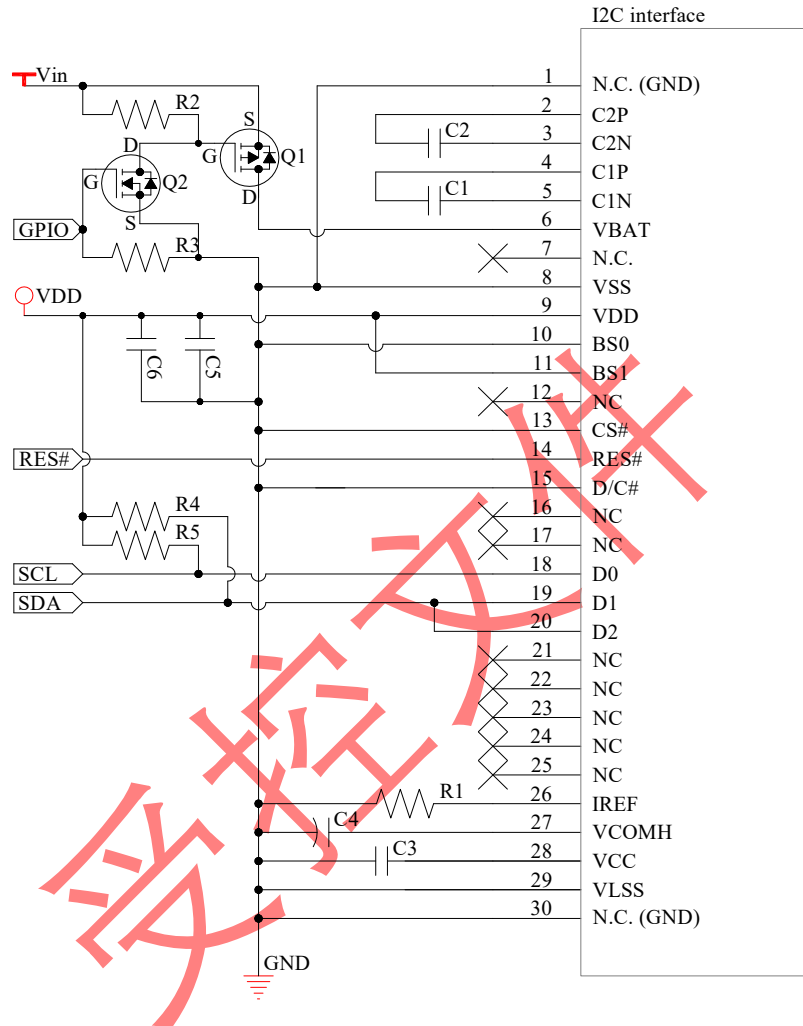 I2C interface
Vin
R2
S
G
Q1
D
D
G
Q2
S
GPIO
R3
VDD
C6
C5
RES#
R4
R5
SCL
SDA
C2
C1
R1
C4
C3
GND
1 N.C. (GND)
2 C2P
3 C2N
4 C1P
5 C1N
6 VBAT
7 N.C.
8 VSS
9 VDD
10 BS0
11 BS1
12 NC
13 CS#
14 RES#
15 D/C#
16 NC
17 NC
18 D0
19 D1
20 D2
21 NC
22 NC
23 NC
24 NC
25 NC
26 IREF
27 VCOMH
28 VCC
29 VLSS
30 N.C. (GND)
受控文件